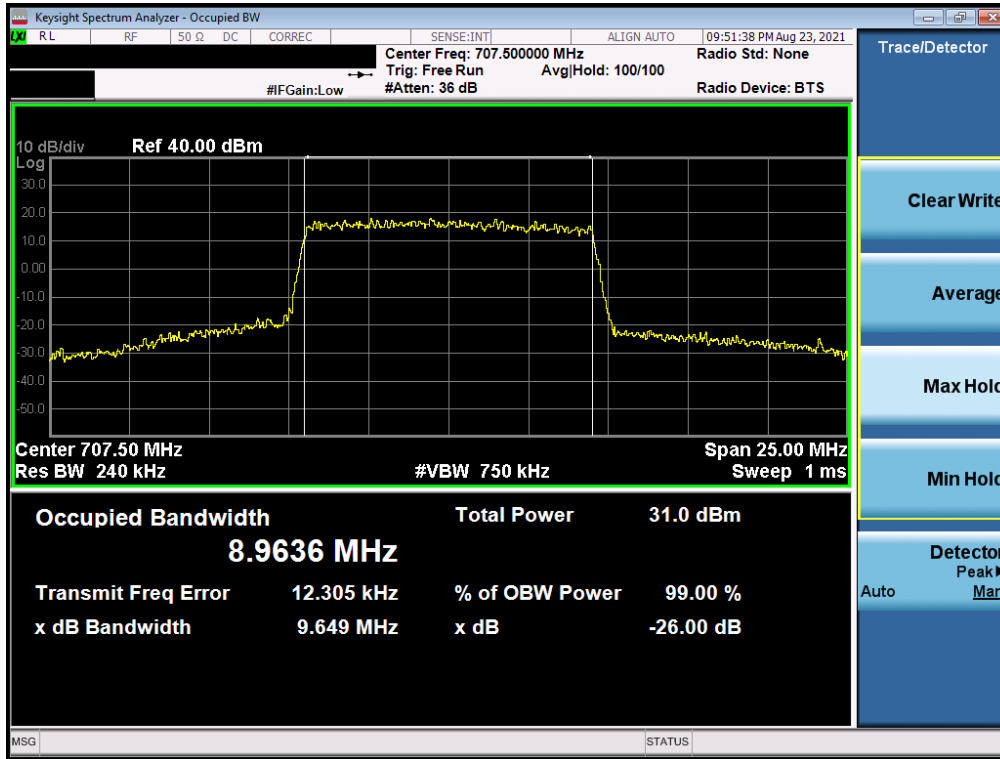 Keysight Spectrum Analyzer - Occupied BW
LXI RL RF 50 Ω DC CORREC SENSE:INT ALIGN AUTO 09:51:38 PM Aug 23, 2021
Center Freq: 707.500000 MHz Radio Std: None
Trig: Free Run Avg|Hold: 100/100
#IFGain:Low #Atten: 36 dB Radio Device: BTS
10 dB/div Ref 40.00 dBm
Log
30.0
20.0
10.0
0.00
-10.0
-20.0
-30.0
-40.0
-50.0
Center 707.50 MHz Span 25.00 MHz
Res BW 240 kHz #VBW 750 kHz Sweep 1 ms
Occupied Bandwidth Total Power 31.0 dBm
8.9636 MHz
Transmit Freq Error 12.305 kHz % of OBW Power 99.00 %
x dB Bandwidth 9.649 MHz x dB -26.00 dB
MSG STATUS
Trace/Detector
Clear Write
Average
Max Hold
Min Hold
Detector
Peak
Auto Man